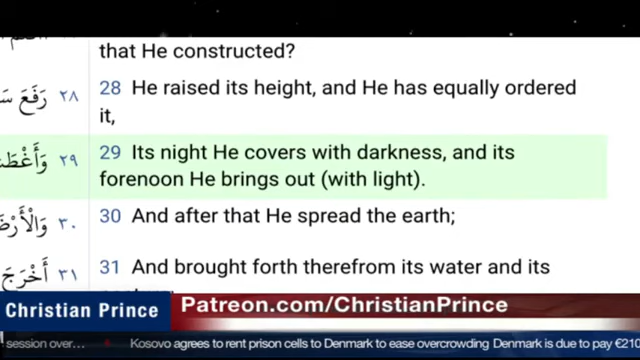 that He constructed?
رَفَعَ ٢٨ 28 He raised its height, and He has equally ordered
it,
٢٩ 29 Its night He covers with darkness, and its
forenoon He brings out (with light).
٣٠ 30 And after that He spread the earth;
أَخْرَجَ ٣١ 31 And brought forth therefrom its water and its
Christian Prince
Patreon.com/ChristianPrince
session over...
Kosovo agrees to rent prison cells to Denmark to ease overcrowding Denmark is due to pay €210